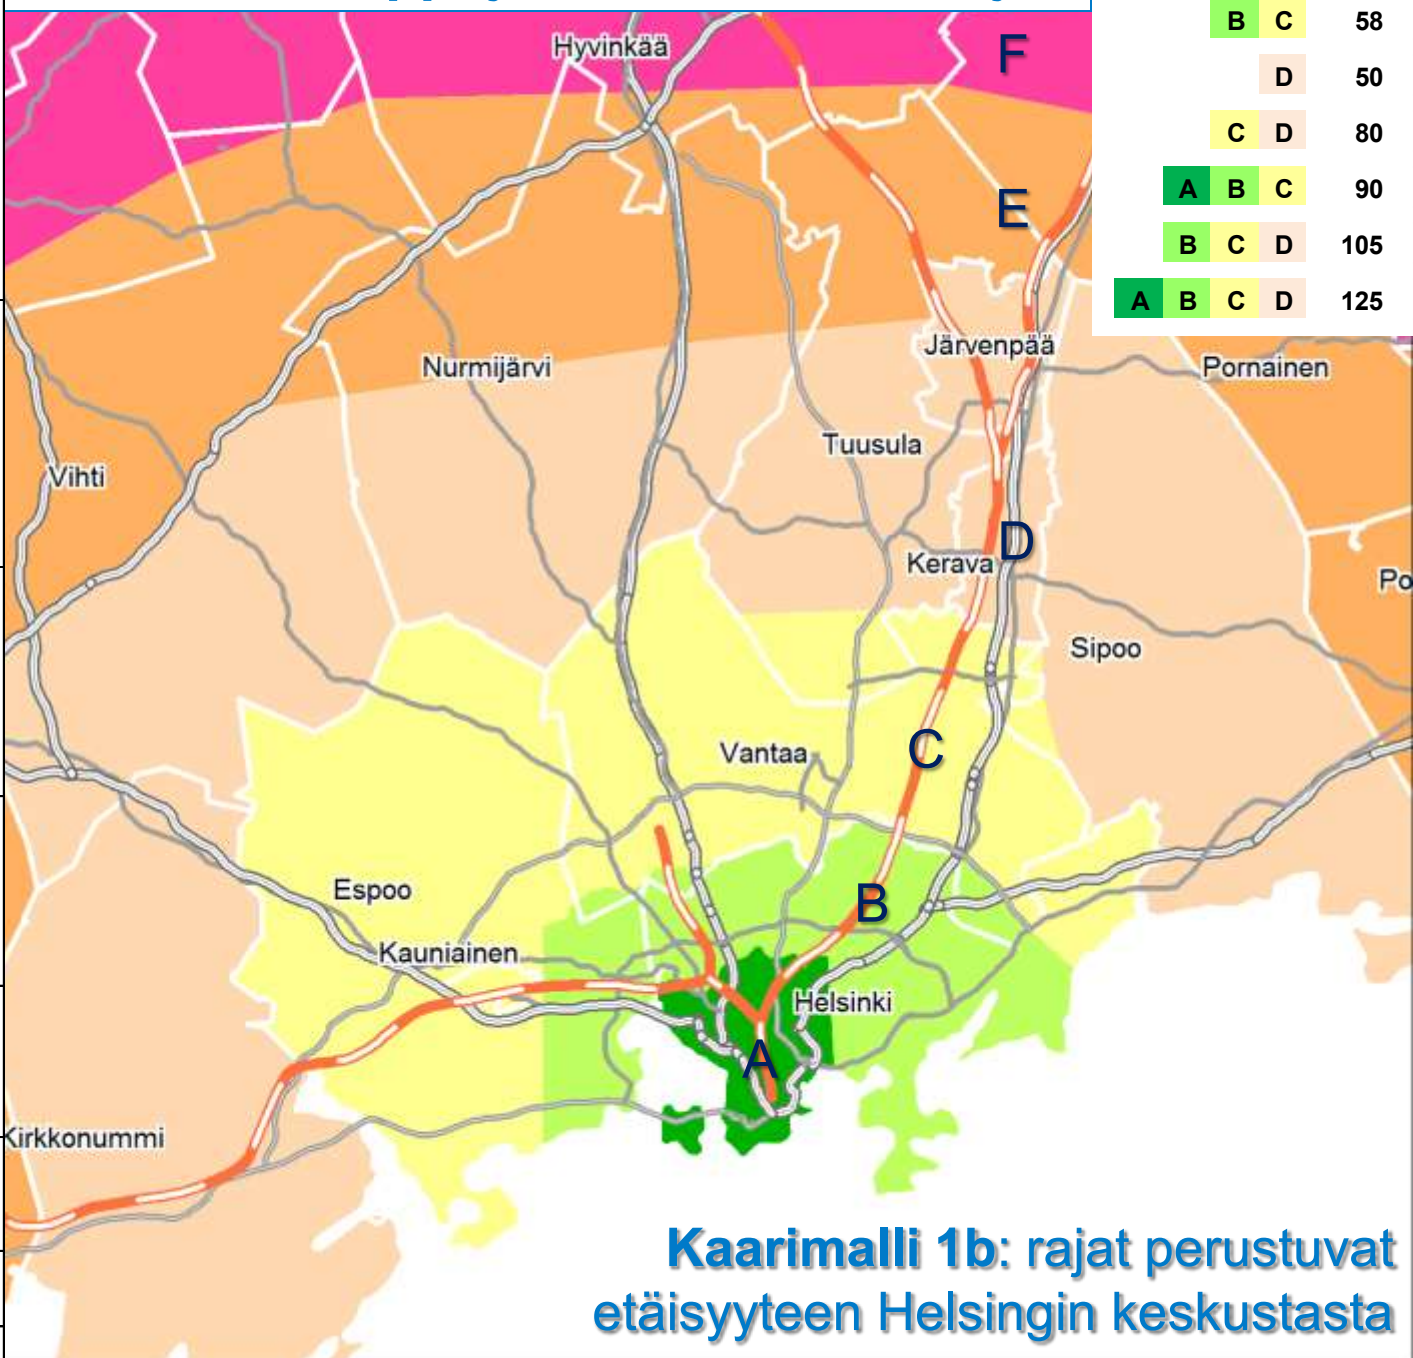 B C 58
D 50
C D 80
A B C 90
B C D 105
A B C D 125
Hyvinkää
F
E
Järvenpää
Nurmijärvi
Pornainen
Tuusula
Vihti
D
Kerava
Po
Sipoo
C
Vantaa
Espoo
B
Kauniainen
Helsinki
A
Kirkkonummi
Kaarimalli 1b: rajat perustuvat
etäisyyteen Helsingin keskustasta